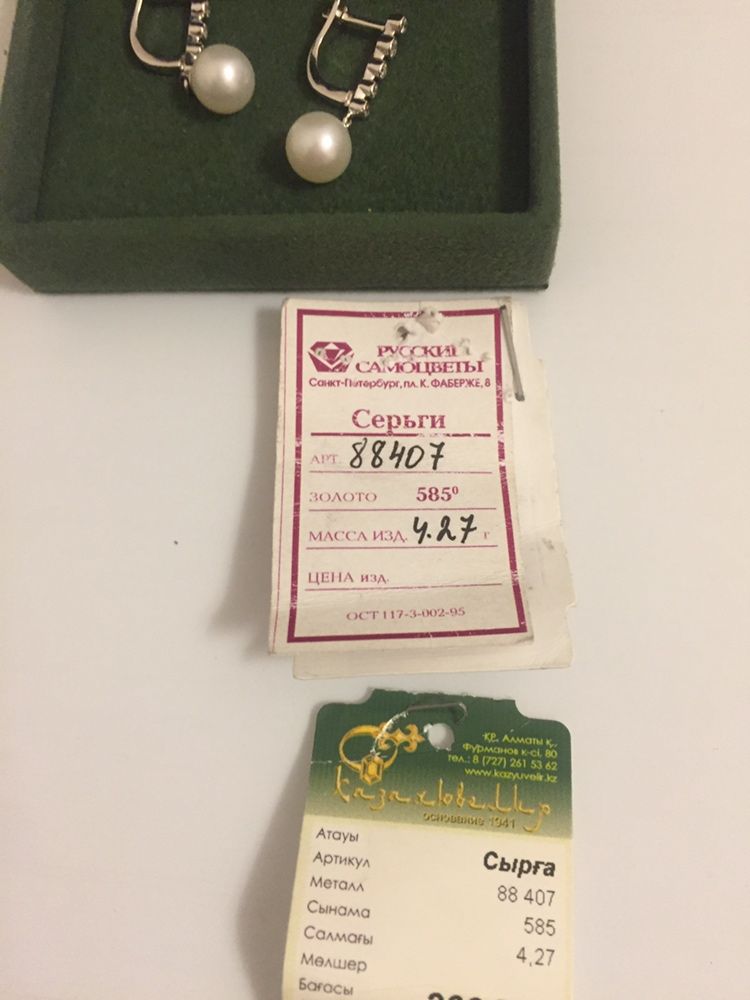 РУССКИЕ
САМОЦВЕТЫ
Санкт-Петербург, пл. К. ФАБЕРЖЕ, 8
Серьги
АРТ. 88407
ЗОЛОТО 585⁰
МАССА ИЗД. 4.27 г
ЦЕНА изд.
ОСТ 117-3-002-95
ҚР, Алматы қ.,
Фурманов к-сі, 80
тел.: 8 (727) 261 53 62
www.kazyuvelir.kz
Казахювелир
основание 1941
Атауы Сырға
Артикул 88 407
Металл
Сынама 585
Салмағы 4,27
Мөлшер
Бағасы